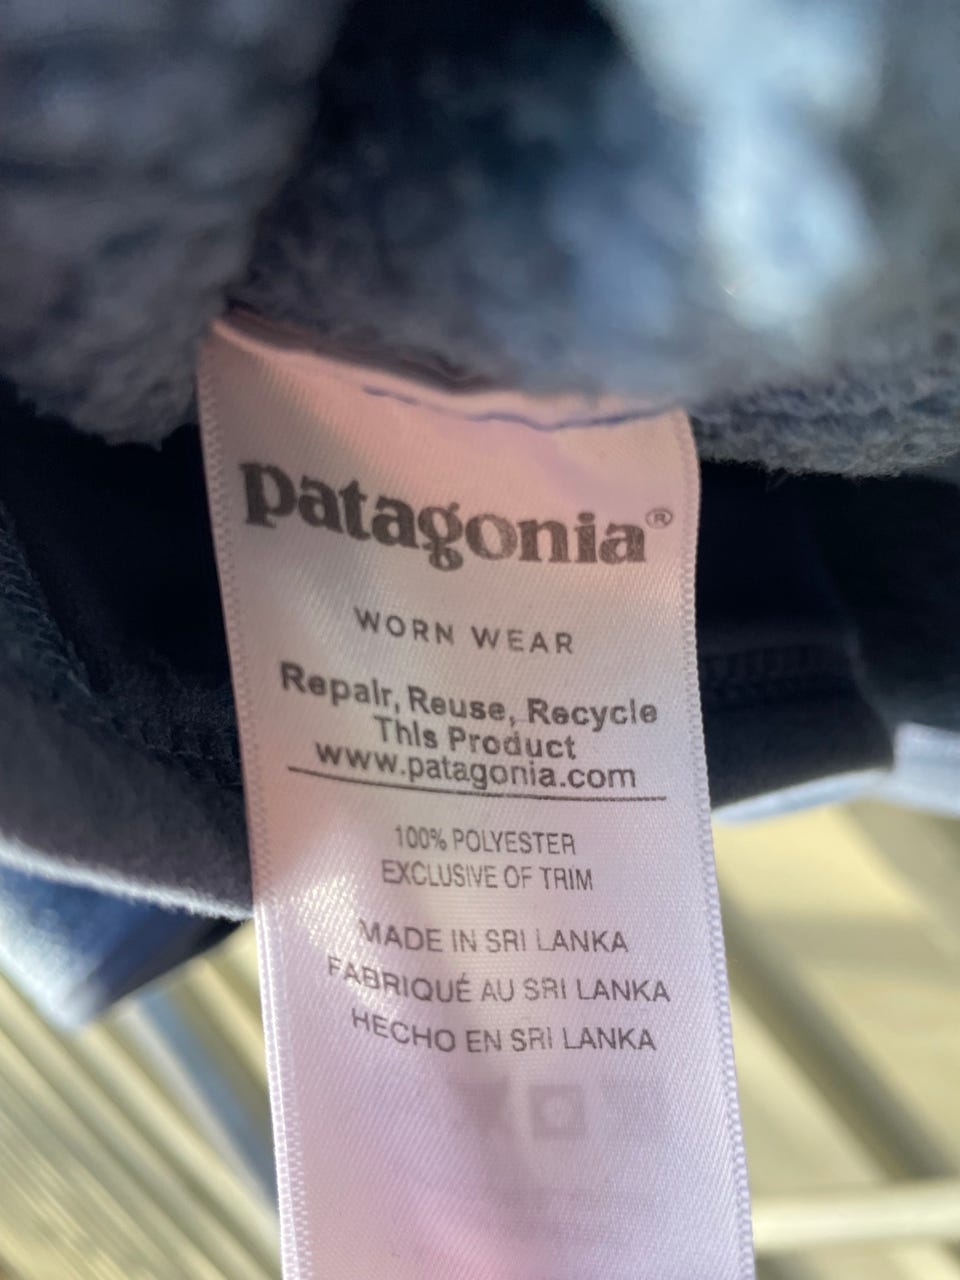 patagonia®
WORN WEAR
Repair, Reuse, Recycle
This Product
www.patagonia.com
100% POLYESTER
EXCLUSIVE OF TRIM
MADE IN SRI LANKA
FABRIQUÉ AU SRI LANKA
HECHO EN SRI LANKA